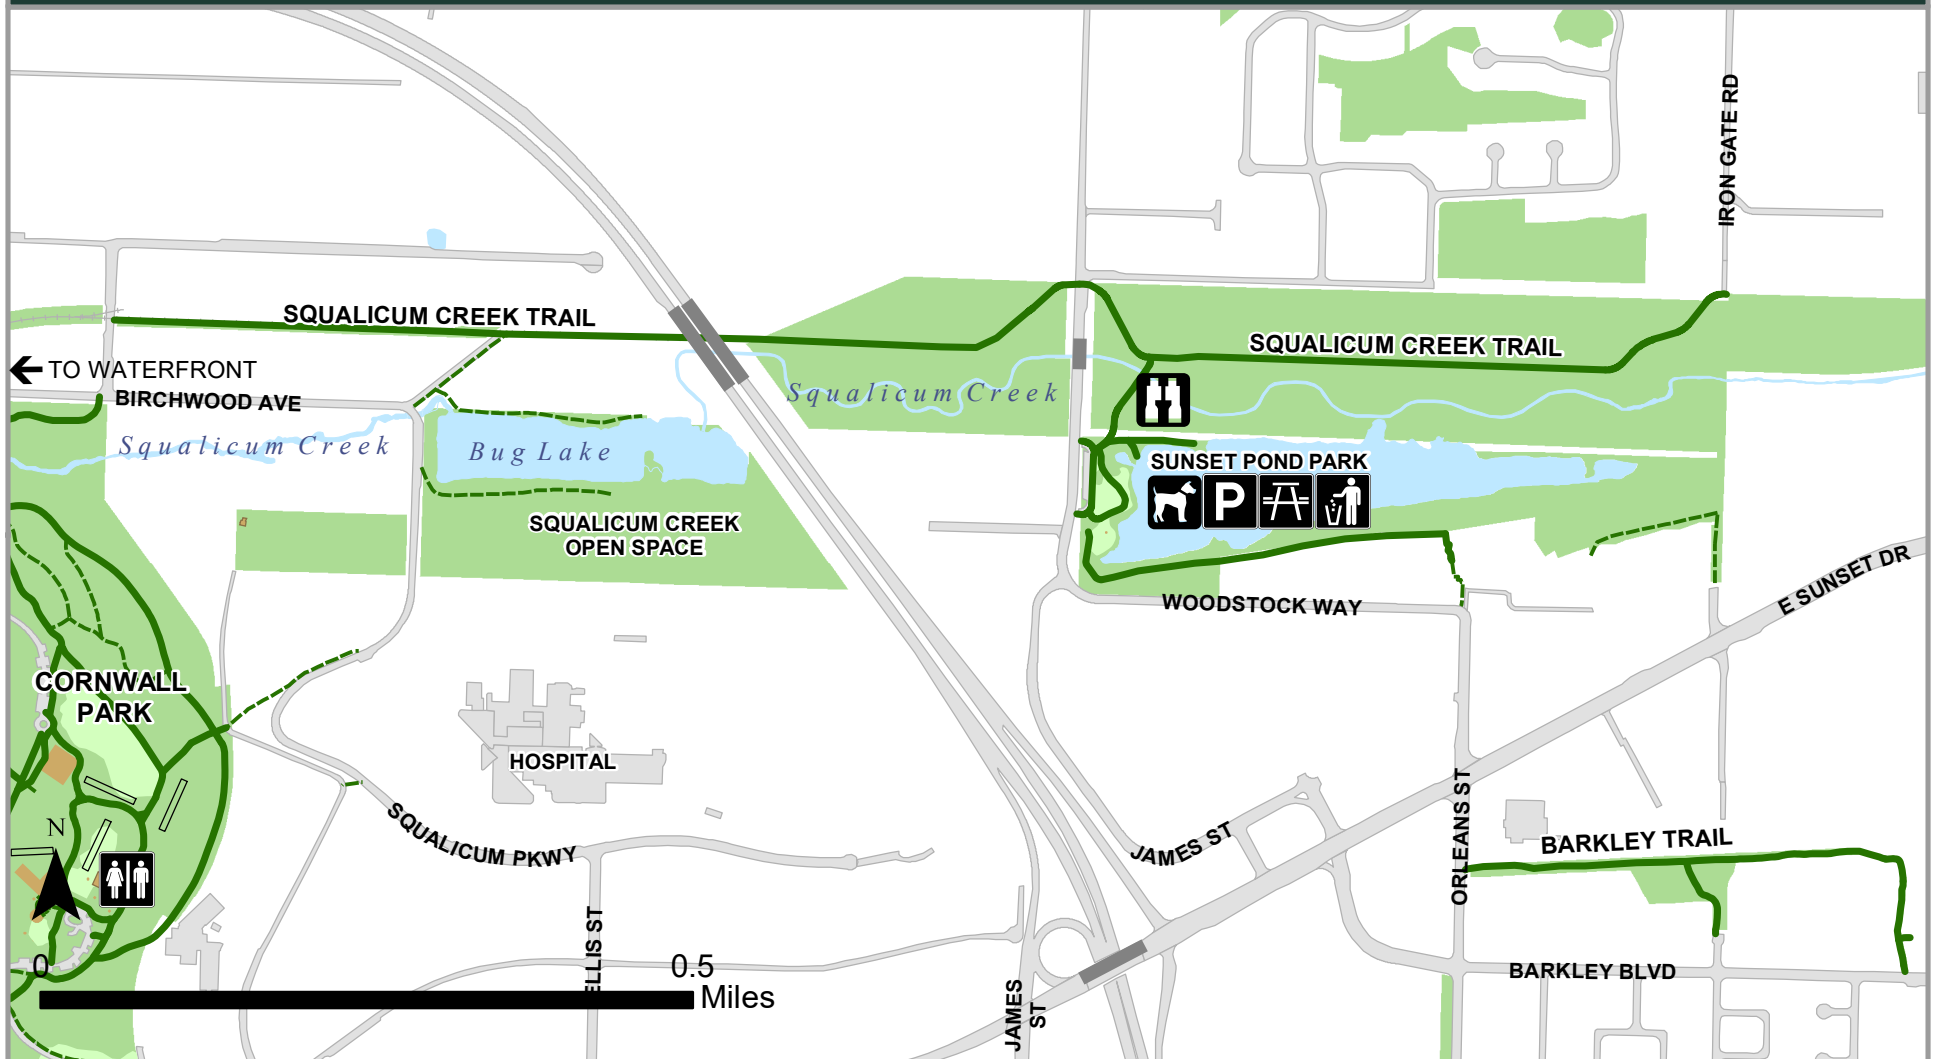 IRON GATE RD
SQUALICUM CREEK TRAIL
SQUALICUM CREEK TRAIL
TO WATERFRONT
BIRCHWOOD AVE
Squalicum Creek
Squalicum Creek
Bug Lake
SUNSET POND PARK
P
SQUALICUM CREEK
OPEN SPACE
E SUNSET DR
WOODSTOCK WAY
CORNWALL
PARK
HOSPITAL
ORLEANS ST
N
SQUALICUM PKWY
JAMES ST
BARKLEY TRAIL
ELLIS ST
0
0.5
Miles
BARKLEY BLVD
JAMES
ST